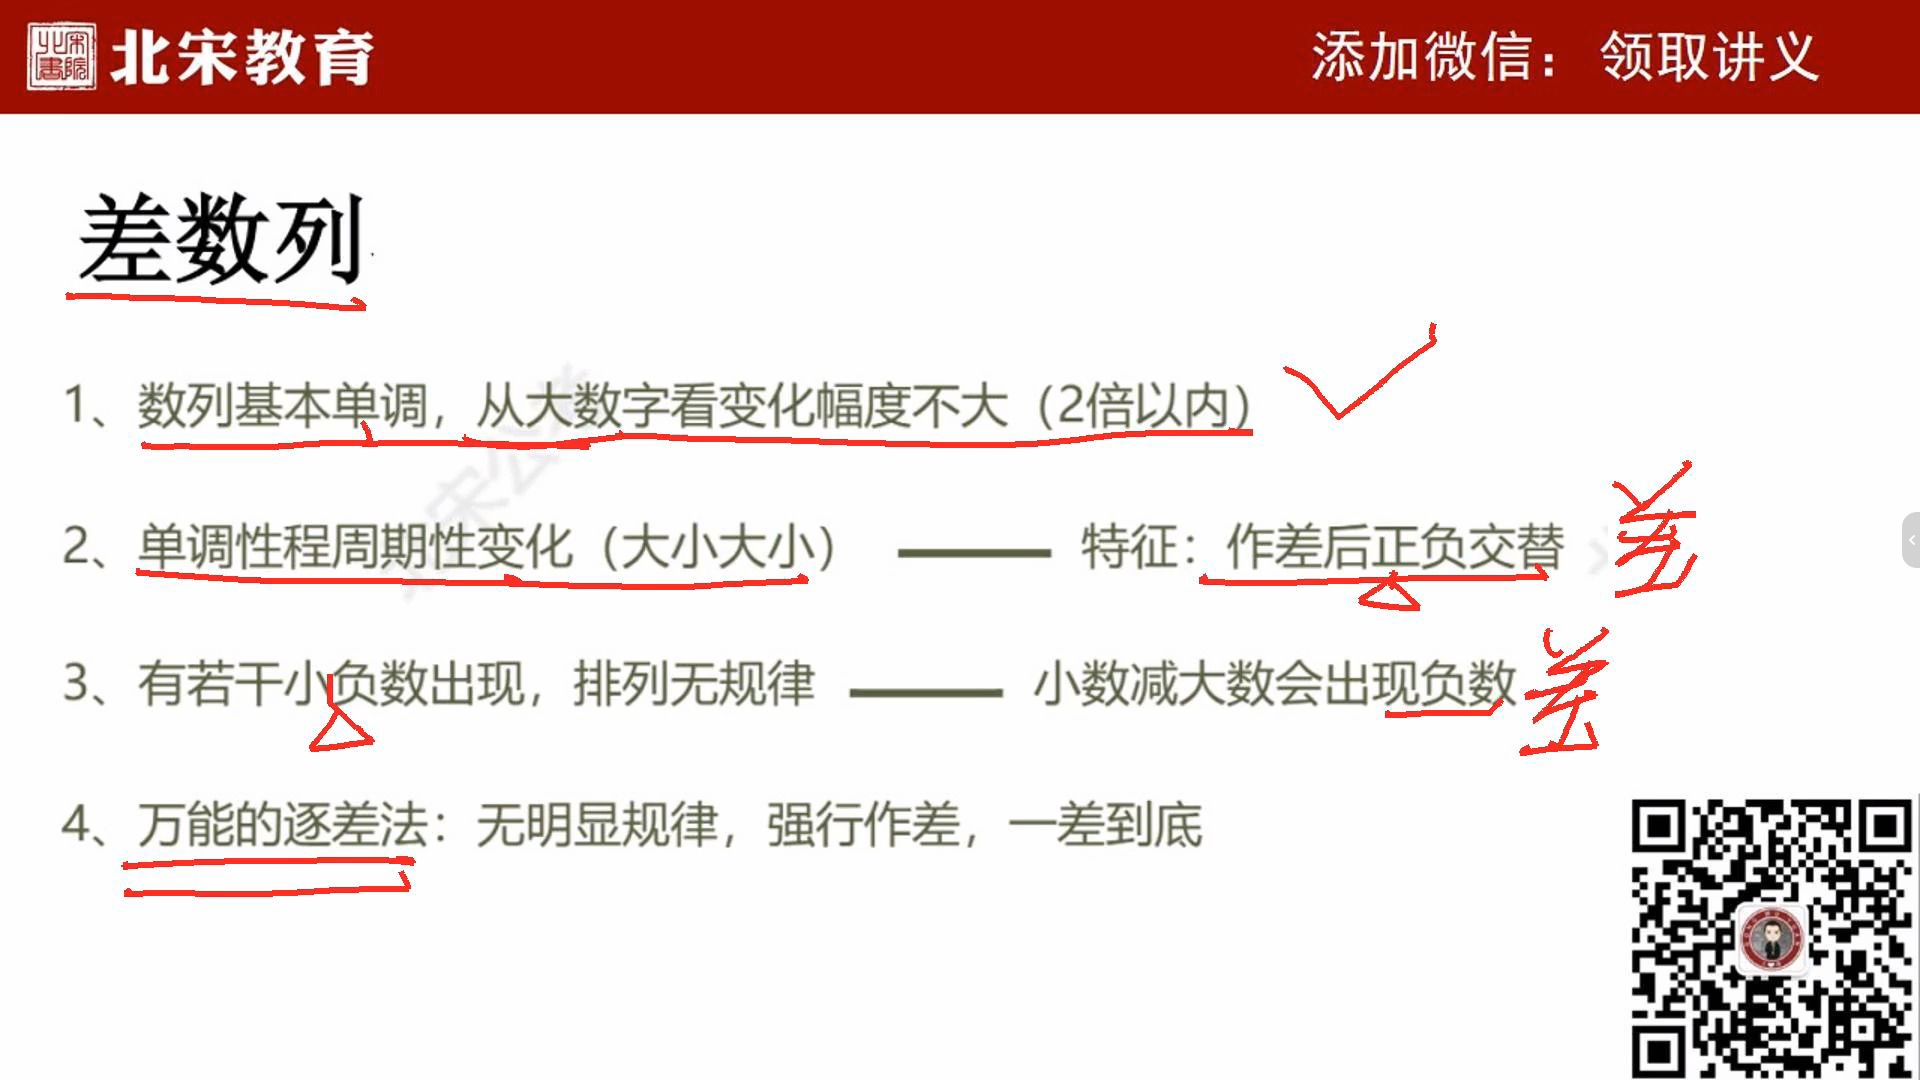 北宋書院
北宋教育
添加微信：领取讲义
差数列
1、数列基本单调，从大数字看变化幅度不大（2倍以内）
2、单调性程周期性变化（大小大小）—— 特征：作差后正负交替 差
3、有若干小负数出现，排列无规律 —— 小数减大数会出现负数 差
4、万能的逐差法：无明显规律，强行作差，一差到底